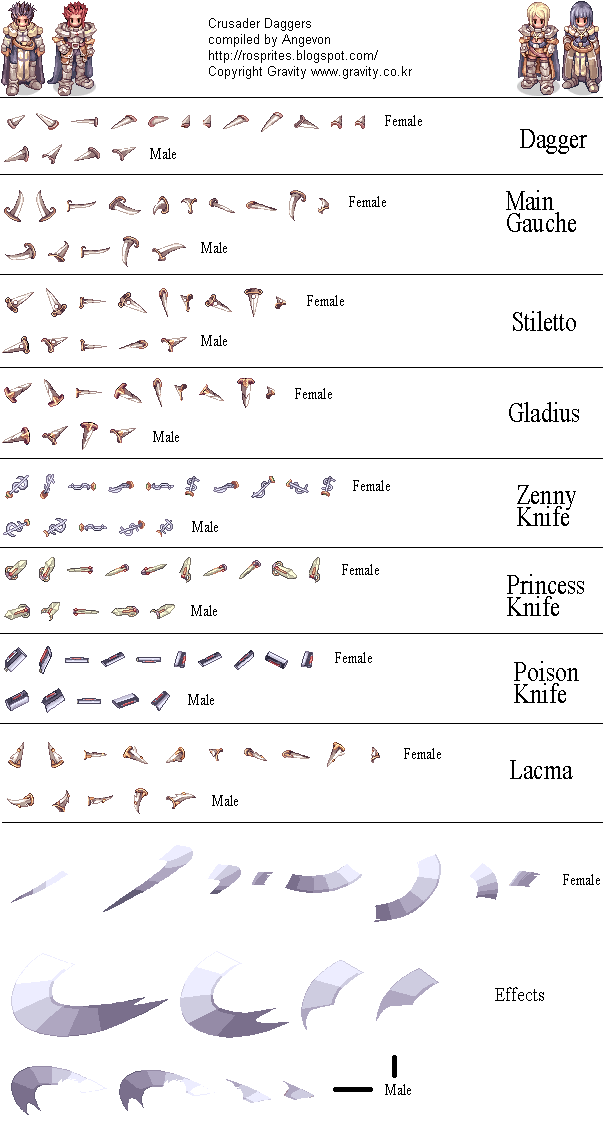 Crusader Daggers
compiled by Angevon
http://rosprites.blogspot.com/
Copyright Gravity www.gravity.co.kr
Female
Dagger
Male
Main
Gauche
Female
Male
Female
Stiletto
Male
Female
Gladius
Male
Female
Zenny
Knife
Male
Female
Princess
Knife
Male
Female
Poison
Knife
Male
Female
Lacma
Male
Female
Effects
Male